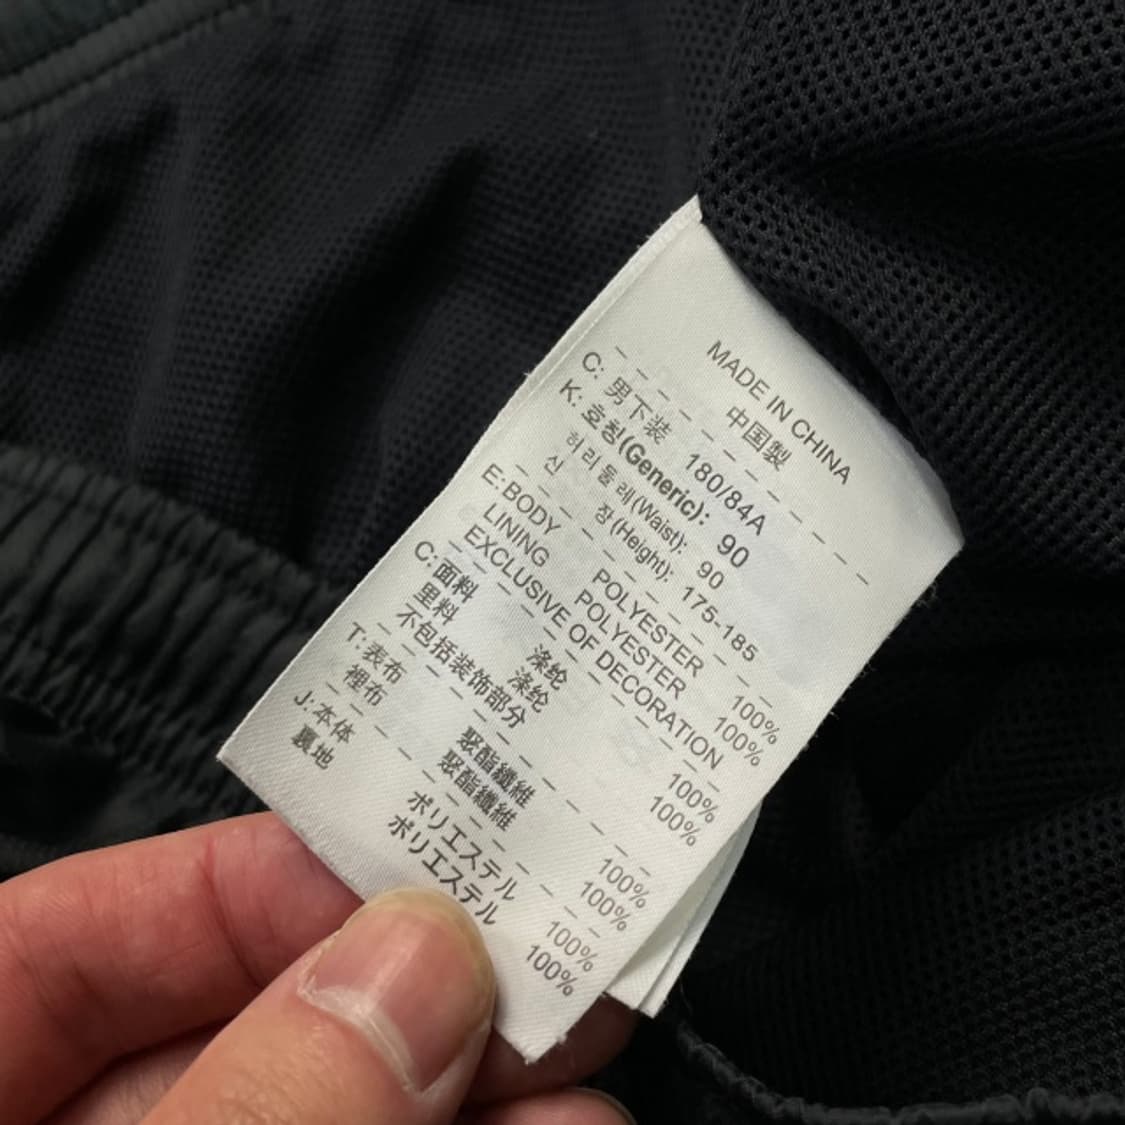 MADE IN CHINA
中国製
C: 男下装 180/84A
K: 호칭(Generic): 90
허리둘레(Waist): 90
신 장(Height): 175-185
E: BODY POLYESTER 100%
LINING POLYESTER 100%
EXCLUSIVE OF DECORATION
C: 面料 涤纶 100%
里料 涤纶 100%
不包括装饰部分
T: 表布 聚酯纖維 100%
裡布 聚酯纖維 100%
J: 本体 ポリエステル 100%
裏地 ポリエステル 100%